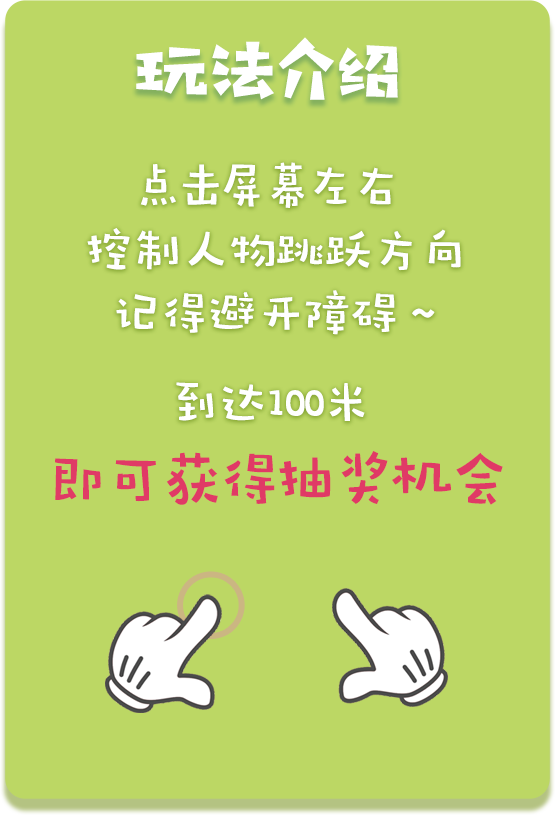 玩法介绍
点击屏幕左右
控制人物跳跃方向
记得避开障碍~
到达100米
即可获得抽奖机会